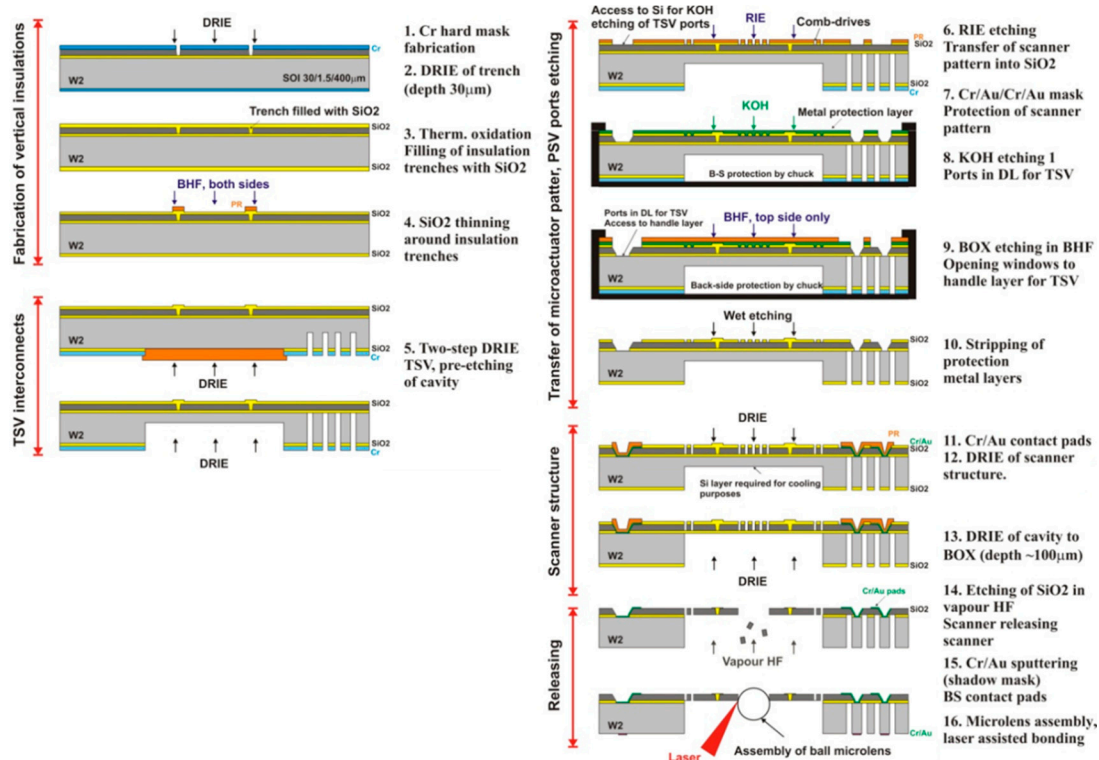 Fabrication of vertical insulations
DRIE
Cr
W2
SOI 30/1.5/400μm
1. Cr hard mask
fabrication
2. DRIE of trench
(depth 30μm)
Trench filled with SiO2
SiO2
W2
SiO2
3. Therm. oxidation
Filling of insulation
trenches with SiO2
BHF, both sides
PR
SiO2
W2
SiO2
4. SiO2 thinning
around insulation
trenches
TSV interconnects
SiO2
W2
SiO2
Cr
DRIE
5. Two-step DRIE
TSV, pre-etching
of cavity
SiO2
W2
SiO2
Cr
DRIE
Transfer of microactuator patter, PSV ports etching
Access to Si for KOH
etching of TSV ports
RIE
Comb-drives
PR
SiO2
W2
SiO2
Cr
6. RIE etching
Transfer of scanner
pattern into SiO2
KOH
Metal protection layer
SiO2
W2
B-S protection by chuck
SiO2
7. Cr/Au/Cr/Au mask
Protection of scanner
pattern
8. KOH etching 1
Ports in DL for TSV
Ports in DL for TSV
Access to handle layer
BHF, top side only
SiO2
W2
Back-side protection by chuck
SiO2
9. BOX etching in BHF
Opening windows to
handle layer for TSV
Wet etching
SiO2
W2
SiO2
10. Stripping of
protection
metal layers
Scanner structure
DRIE
PR
Cr/Au
SiO2
W2
Si layer required for cooling
purposes
SiO2
11. Cr/Au contact pads
12. DRIE of scanner
structure.
SiO2
W2
SiO2
DRIE
13. DRIE of cavity to
BOX (depth ~100μm)
Releasing
Cr/Au pads
SiO2
W2
Vapour HF
14. Etching of SiO2 in
vapour HF
Scanner releasing
scanner
15. Cr/Au sputtering
(shadow mask)
BS contact pads
W2
Cr/Au
Laser
Assembly of ball microlens
16. Microlens assembly,
laser assisted bonding